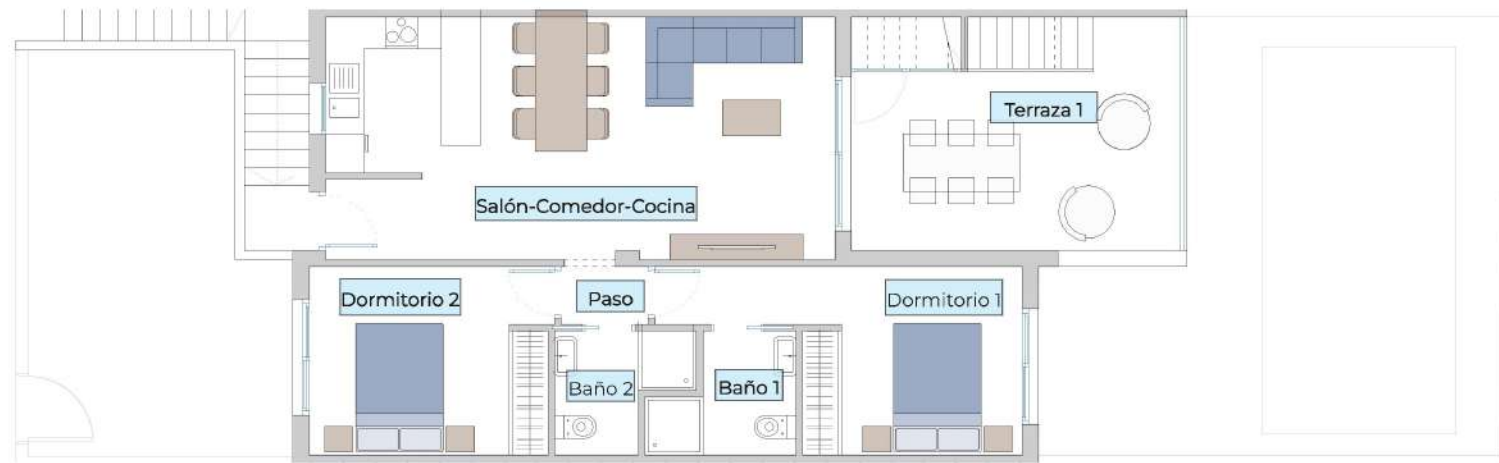 Terraza 1
Salón-Comedor-Cocina
Dormitorio 2
Paso
Dormitorio 1
Baño 2
Baño 1